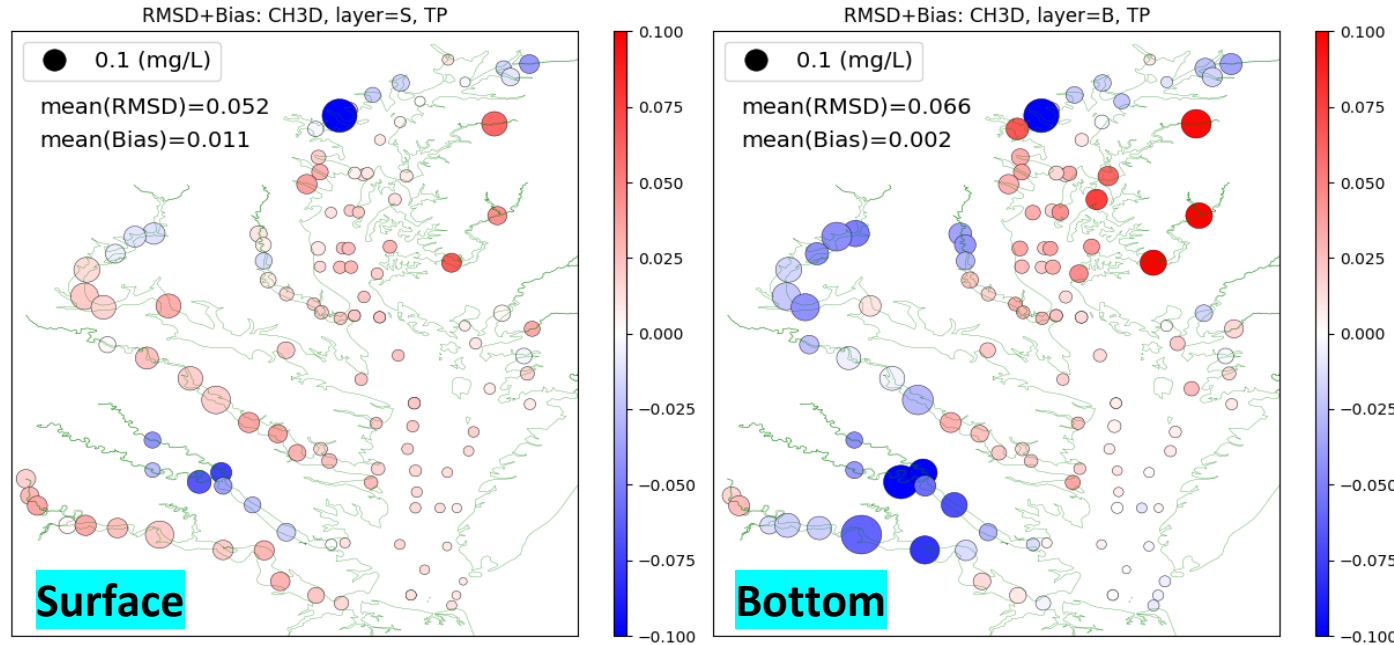 RMSD+Bias: CH3D, layer=S, TP
0.1 (mg/L)
mean(RMSD)=0.052
mean(Bias)=0.011
Surface
0.100
0.075
0.050
0.025
0.000
−0.025
−0.050
−0.075
−0.100
RMSD+Bias: CH3D, layer=B, TP
0.1 (mg/L)
mean(RMSD)=0.066
mean(Bias)=0.002
Bottom
0.100
0.075
0.050
0.025
0.000
−0.025
−0.050
−0.075
−0.100